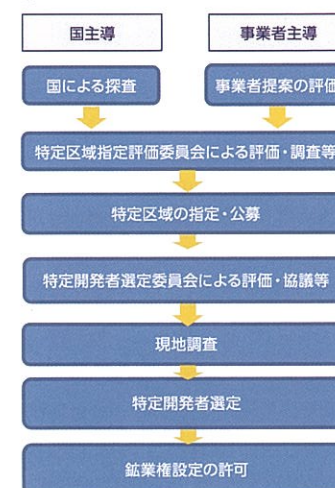 国主導
事業者主導
国による探査
事業者提案の評価
特定区域指定評価委員会による評価・調査等
特定区域の指定・公募
特定開発者選定委員会による評価・協議等
現地調査
特定開発者選定
鉱業権設定の許可